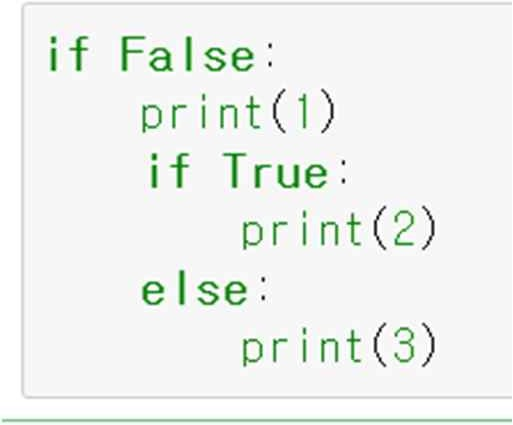 if False:
    print(1)
    if True:
        print(2)
    else:
        print(3)